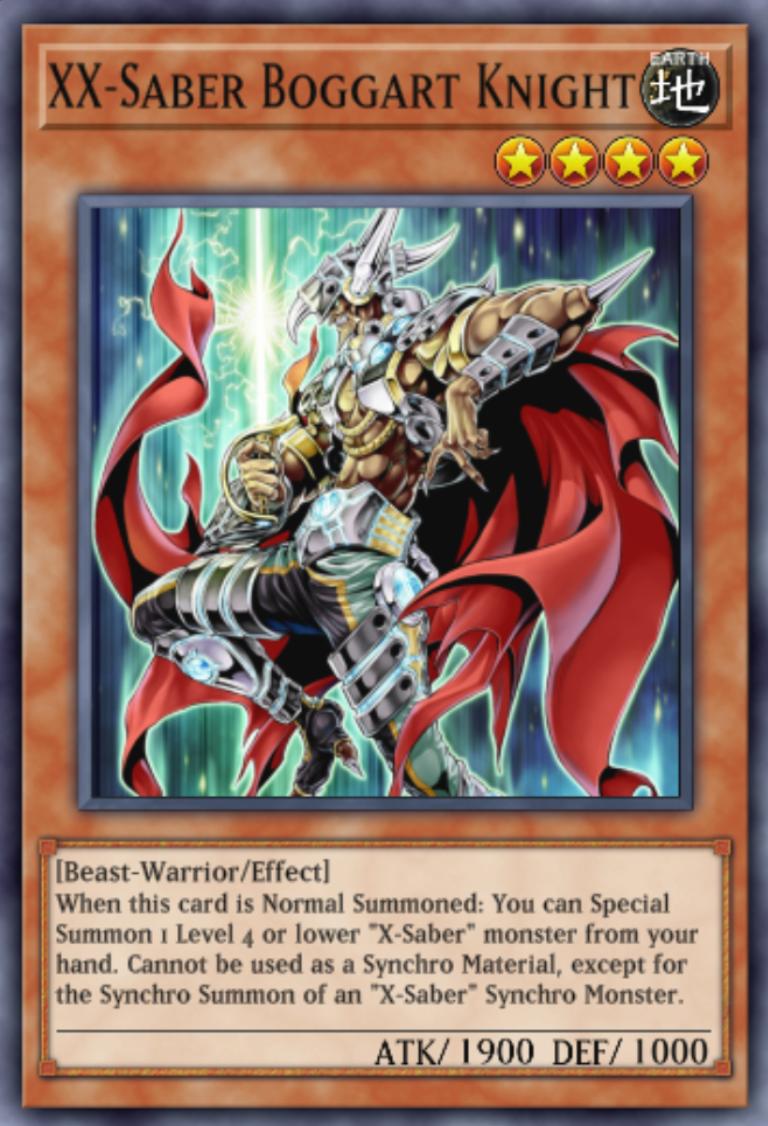 XX-Saber Boggart Knight
EARTH
地
[Beast-Warrior/Effect]
When this card is Normal Summoned: You can Special
Summon 1 Level 4 or lower "X-Saber" monster from your
hand. Cannot be used as a Synchro Material, except for
the Synchro Summon of an "X-Saber" Synchro Monster.
ATK/ 1900 DEF/ 1000